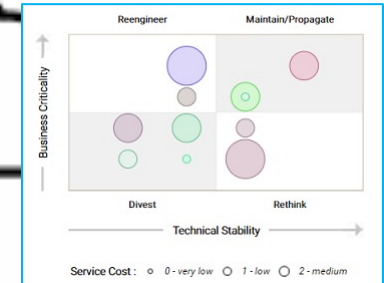 Reengineer
Maintain/Propagate
Business Criticality
Divest
Rethink
Technical Stability
Service Cost : 0 - very low 1 - low 2 - medium